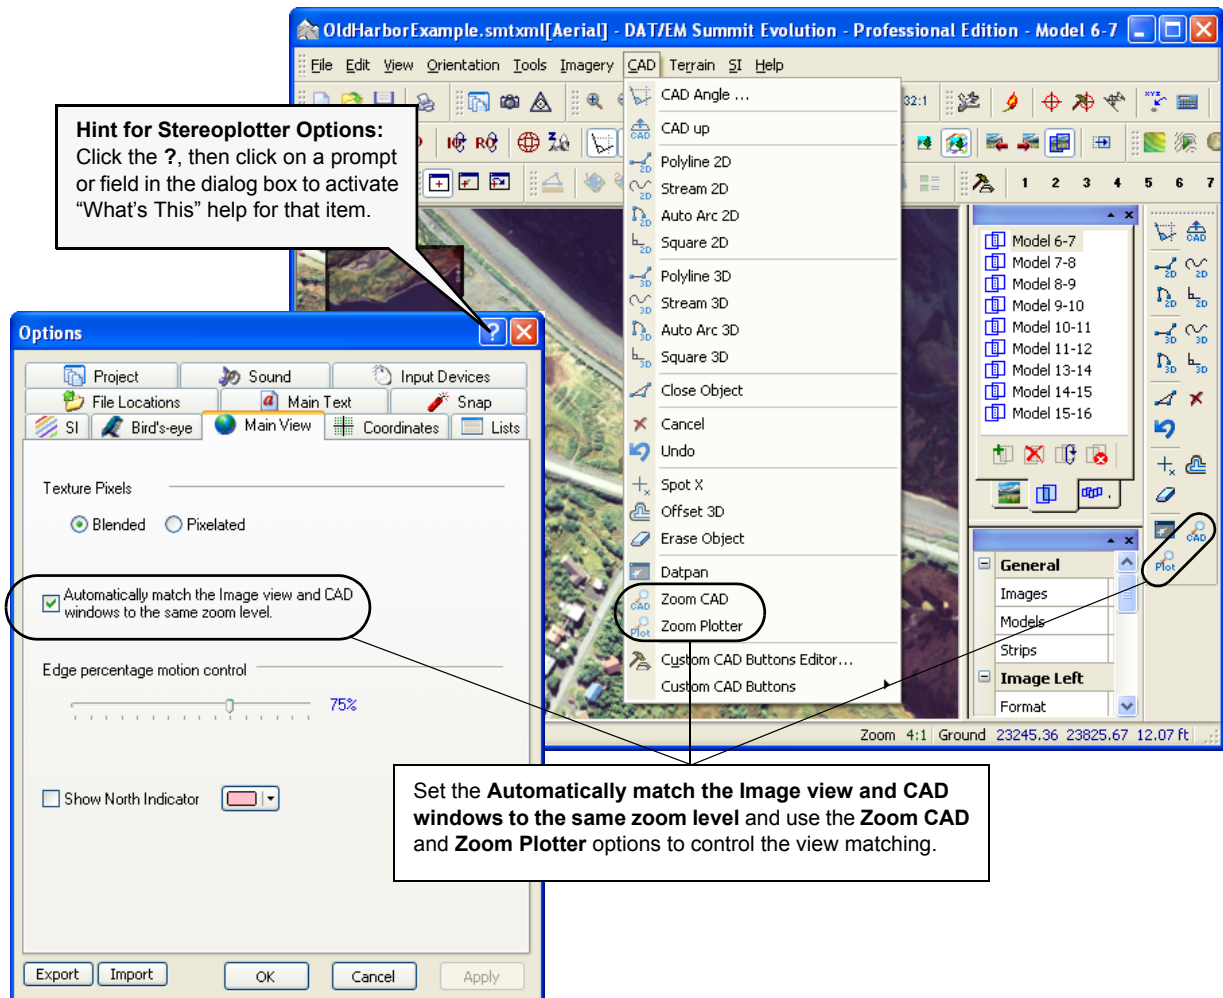 OldHarborExample.smtxml[Aerial] - DAT/EM Summit Evolution - Professional Edition - Model 6-7
File Edit View Orientation Tools Imagery CAD Terrain SI Help
32:1
1 2 3 4 5 6 7
Hint for Stereoplotter Options:
Click the ?, then click on a prompt
or field in the dialog box to activate
“What’s This” help for that item.
CAD Angle ...
CAD up
Polyline 2D
Stream 2D
Auto Arc 2D
Square 2D
Polyline 3D
Stream 3D
Auto Arc 3D
Square 3D
Close Object
Cancel
Undo
Spot X
Offset 3D
Erase Object
Datpan
Zoom CAD
Zoom Plotter
Custom CAD Buttons Editor...
Custom CAD Buttons
Model 6-7
Model 7-8
Model 8-9
Model 9-10
Model 10-11
Model 11-12
Model 13-14
Model 14-15
Model 15-16
General
Images
Models
Strips
Image Left
Format
Zoom 4:1 Ground 23245.36 23825.67 12.07 ft
Options
Project Sound Input Devices
File Locations Main Text Snap
SI Bird's-eye Main View Coordinates Lists
Texture Pixels
Blended Pixelated
Automatically match the Image view and CAD
windows to the same zoom level.
Edge percentage motion control
75%
Show North Indicator
Export Import OK Cancel Apply
Set the Automatically match the Image view and CAD
windows to the same zoom level and use the Zoom CAD
and Zoom Plotter options to control the view matching.